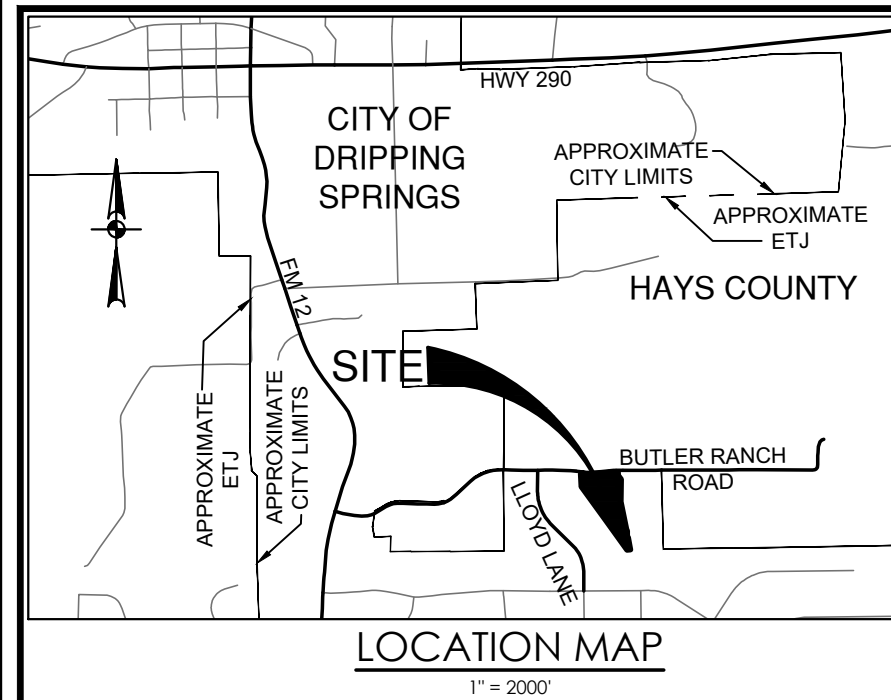 HWY 290
CITY OF
DRIPPING
SPRINGS
APPROXIMATE
CITY LIMITS
APPROXIMATE
ETJ
HAYS COUNTY
FM 12
SITE
APPROXIMATE
ETJ
APPROXIMATE
CITY LIMITS
BUTLER RANCH
ROAD
LLOYD LANE
LOCATION MAP
1" = 2000'